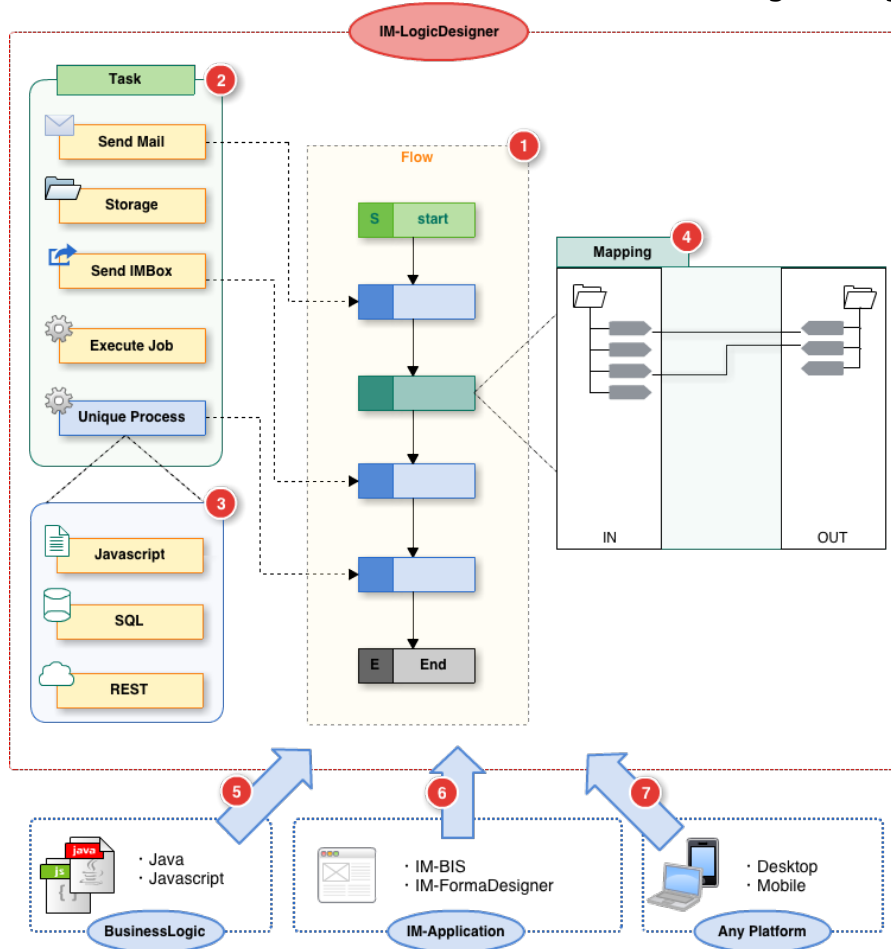 IM-LogicDesigner
Task
2
Send Mail
Storage
Send IMBox
Execute Job
Unique Process
3
Javascript
SQL
REST
1
Flow
S start
E End
4
Mapping
IN
OUT
5
6
7
java
js
{ }
・Java
・Javascript
BusinessLogic
・IM-BIS
・IM-FormaDesigner
IM-Application
・Desktop
・Mobile
Any Platform